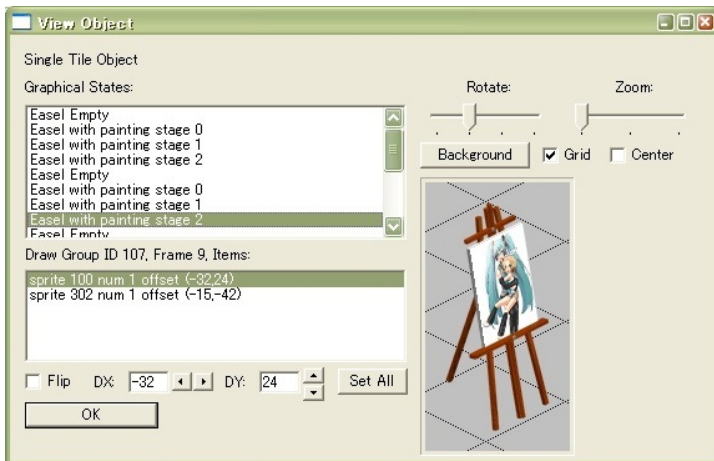 View Object
Single Tile Object
Graphical States:
Rotate:
Zoom:
Easel Empty
Easel with painting stage 0
Easel with painting stage 1
Easel with painting stage 2
Easel Empty
Easel with painting stage 0
Easel with painting stage 1
Easel with painting stage 2
Easel Empty
Background
Grid
Center
Draw Group ID 107, Frame 9, Items:
sprite 100 num 1 offset (-32,24)
sprite 302 num 1 offset (-15,-42)
Flip DX: -32 DY: 24 Set All
OK